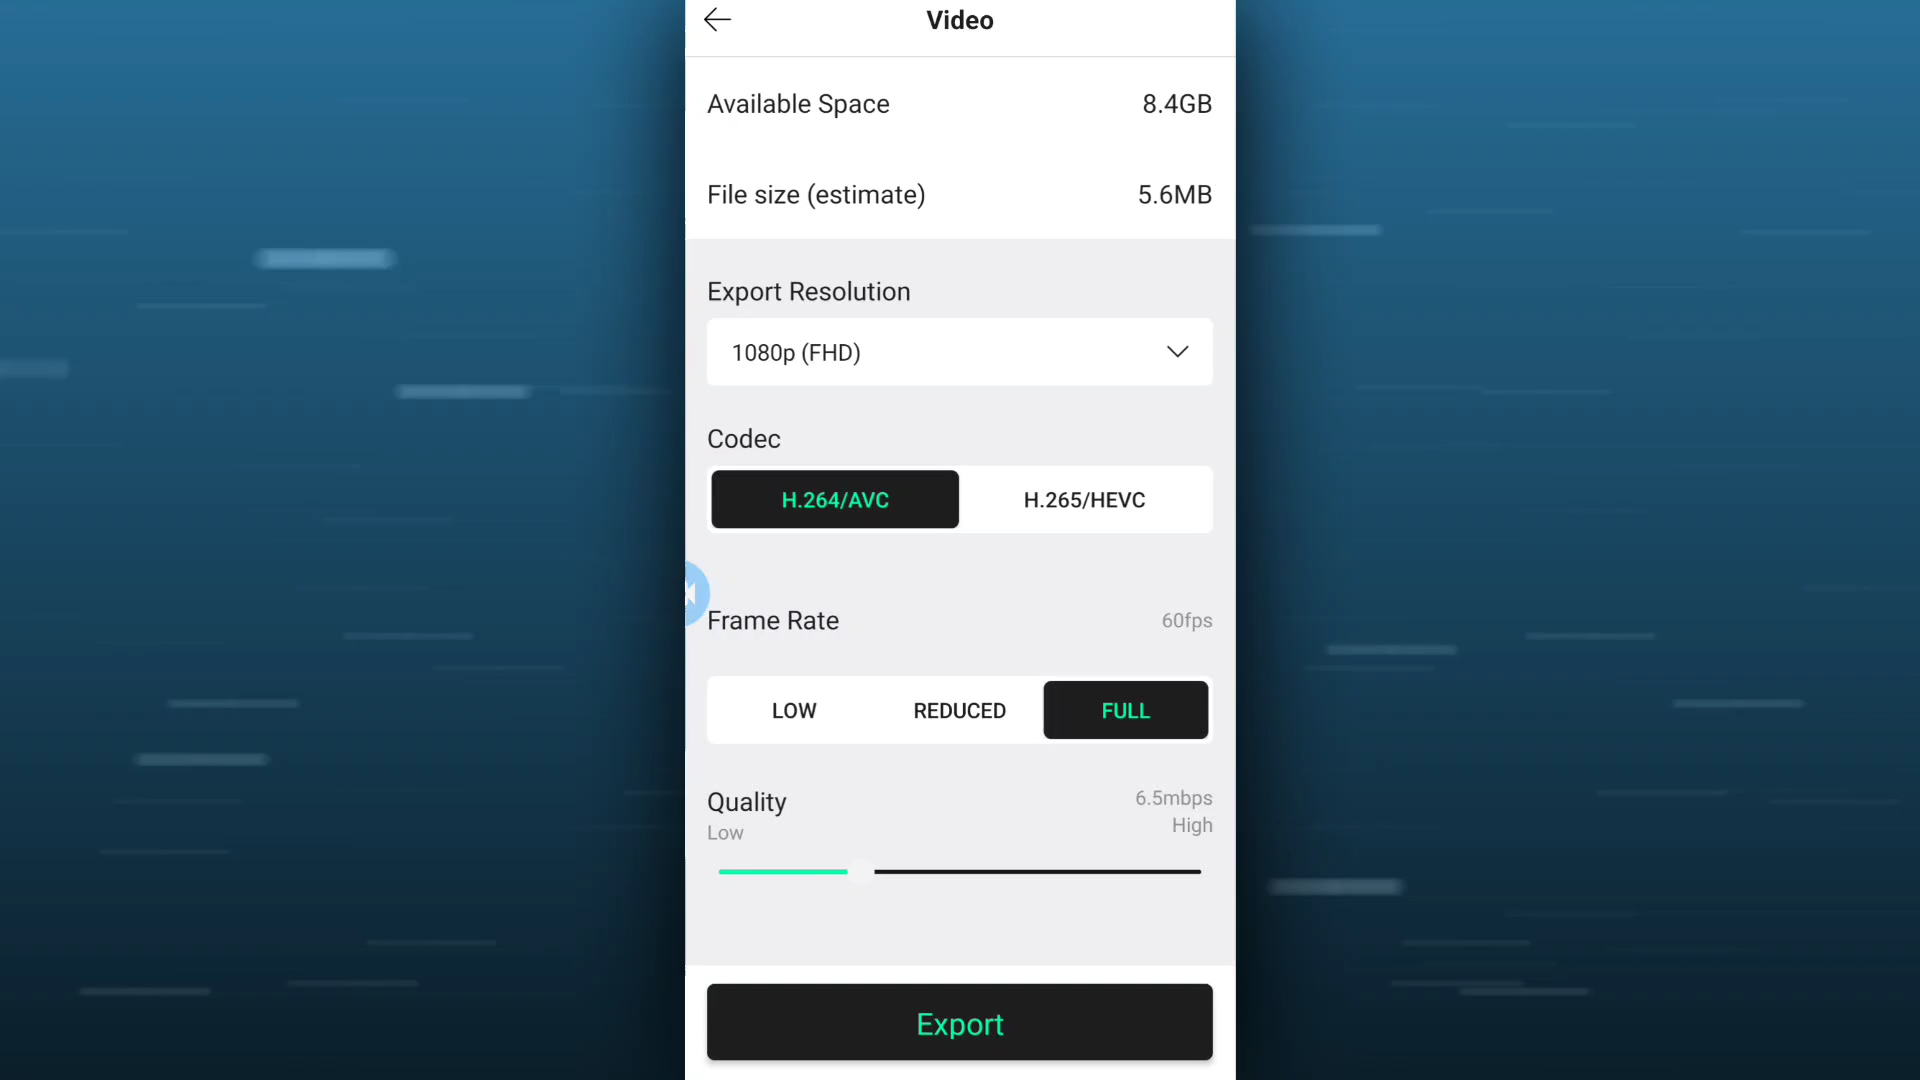 Video
Available Space 8.4GB
File size (estimate) 5.6MB
Export Resolution
1080p (FHD)
Codec
H.264/AVC H.265/HEVC
Frame Rate 60fps
LOW REDUCED FULL
Quality 6.5mbps
Low High
Export